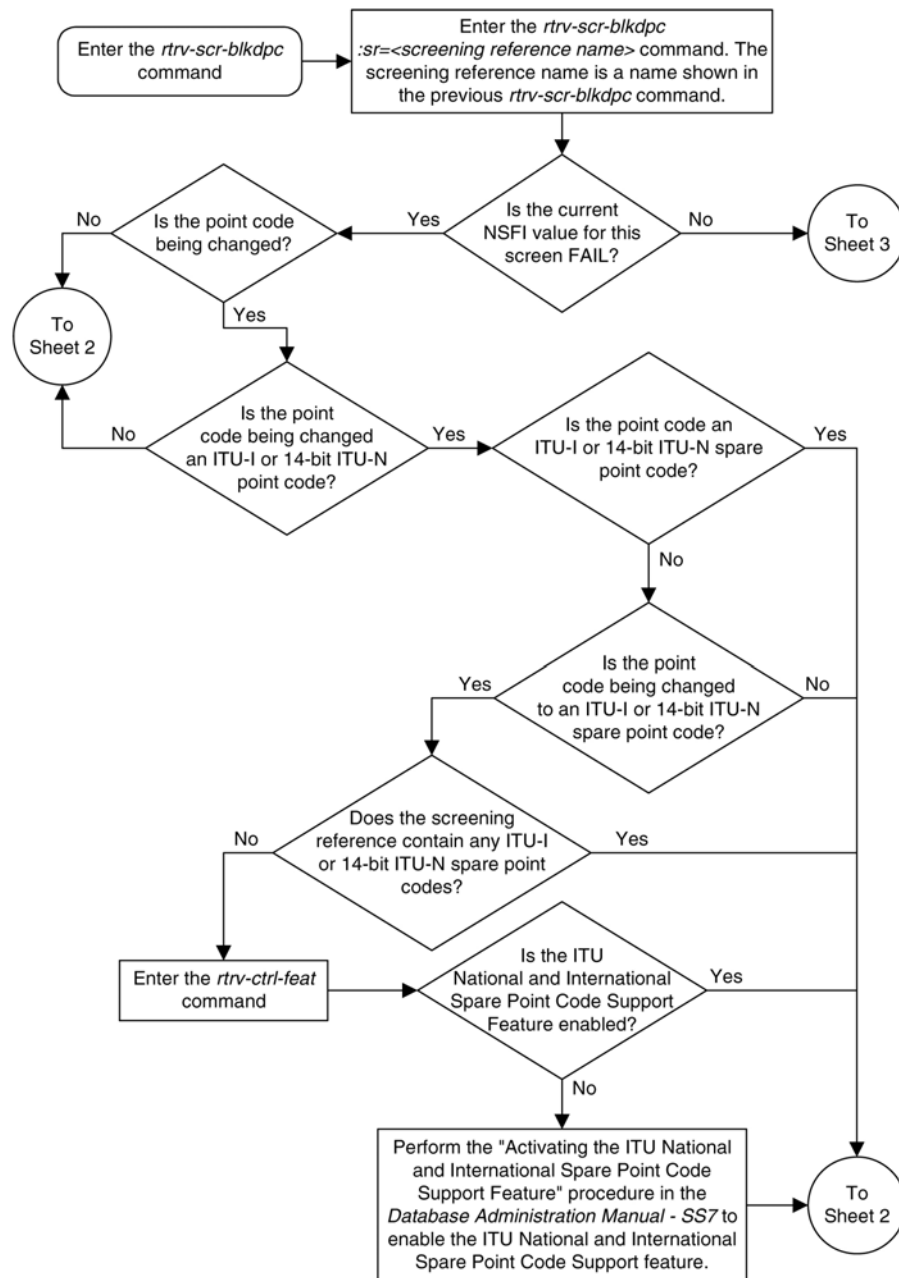 Enter the rtrv-scr-blkdpc
command
Enter the rtrv-scr-blkdpc
:sr=<screening reference name> command. The
screening reference name is a name shown in
the previous rtrv-scr-blkdpc command.
Is the current
NSFI value for this
screen FAIL?
Yes
No
To
Sheet 3
Is the point code
being changed?
No
Yes
To
Sheet 2
Is the point
code being changed
an ITU-I or 14-bit ITU-N
point code?
No
Yes
Is the point code an
ITU-I or 14-bit ITU-N spare
point code?
Yes
No
Is the point
code being changed
to an ITU-I or 14-bit ITU-N
spare point code?
Yes
No
Does the screening
reference contain any ITU-I
or 14-bit ITU-N spare point
codes?
No
Yes
Enter the rtrv-ctrl-feat
command
Is the ITU
National and International
Spare Point Code Support
Feature enabled?
Yes
No
Perform the "Activating the ITU National
and International Spare Point Code
Support Feature" procedure in the
Database Administration Manual - SS7 to
enable the ITU National and International
Spare Point Code Support feature.
To
Sheet 2